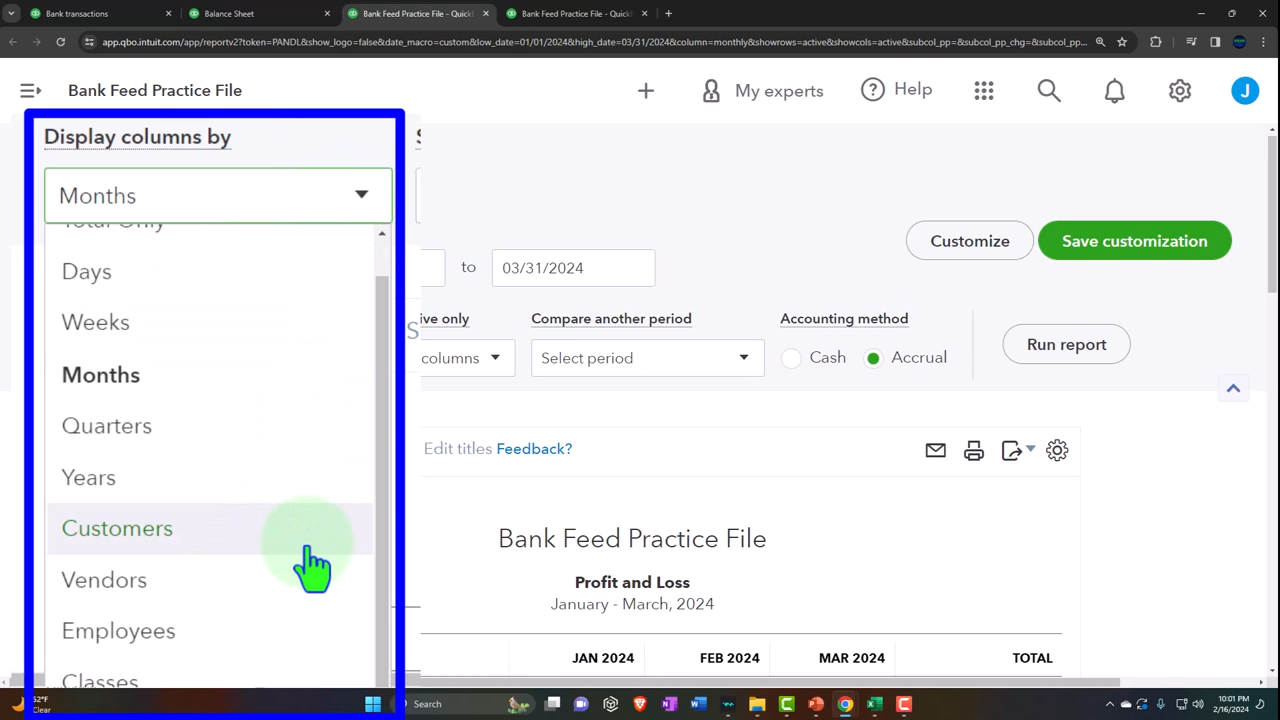 Bank transactions
Balance Sheet
Bank Feed Practice File - QuickB
Bank Feed Practice File - QuickB
app.qbo.intuit.com/app/reportv2?token=PANDL&show_logo=false&date_macro=custom&low_date=01/01/2024&high_date=03/31/2024&column=monthly&showrows=active&showcols=active&subcol_pp=&subcol_pp_chg=&subcol_pp...
Bank Feed Practice File
My experts
Help
J
Display columns by
Months
Total Only
Days
Weeks
Months
Quarters
Years
Customers
Vendors
Employees
Classes
to
03/31/2024
Customize
Save customization
ive only
Compare another period
Accounting method
columns
Select period
Cash
Accrual
Run report
Edit titles Feedback?
Bank Feed Practice File
Profit and Loss
January - March, 2024
JAN 2024 FEB 2024 MAR 2024 TOTAL
52°F
Clear
Search
10:01 PM
2/16/2024